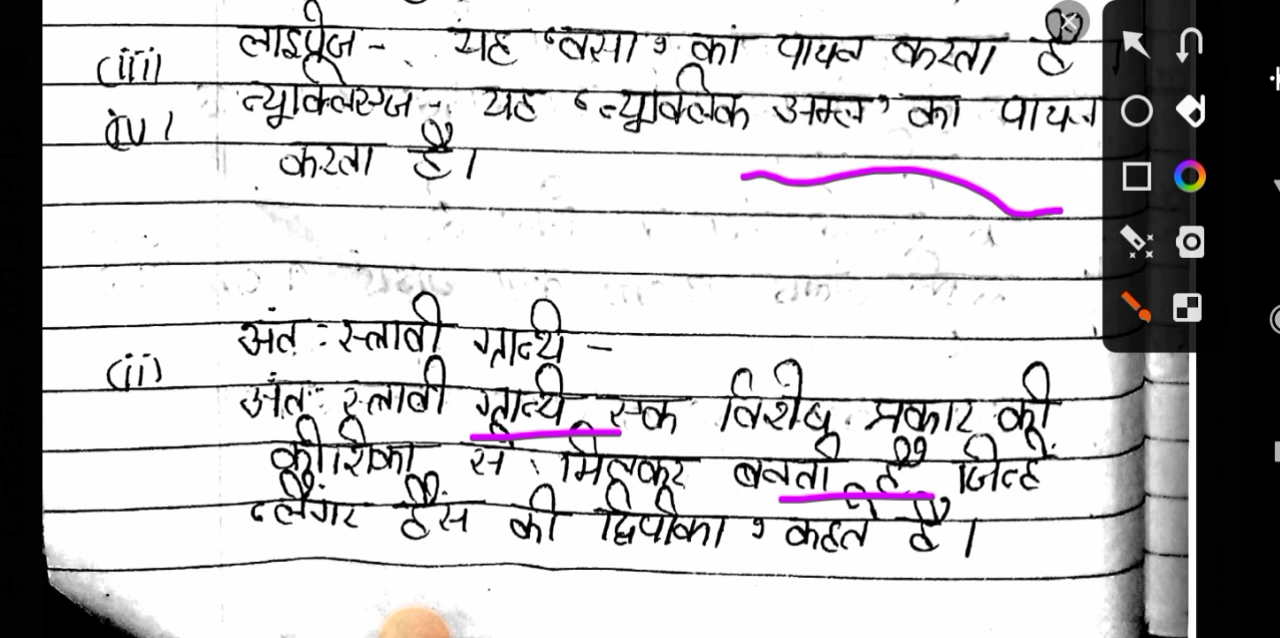 (iii) लाइपेज - यह 'वसा' का पाचन करता है।
(iv) न्यूक्लिएज - यह 'न्यूक्लिक अम्ल' का पाचन
करता है।
(ii) अंत: स्त्रावी ग्रन्थि -
अंत: स्त्रावी ग्रन्थि एक विशेष प्रकार की
कोशिका से मिलकर बनती है, जिन्हें
लैंगर हैंस की द्विपीका' कहते है।